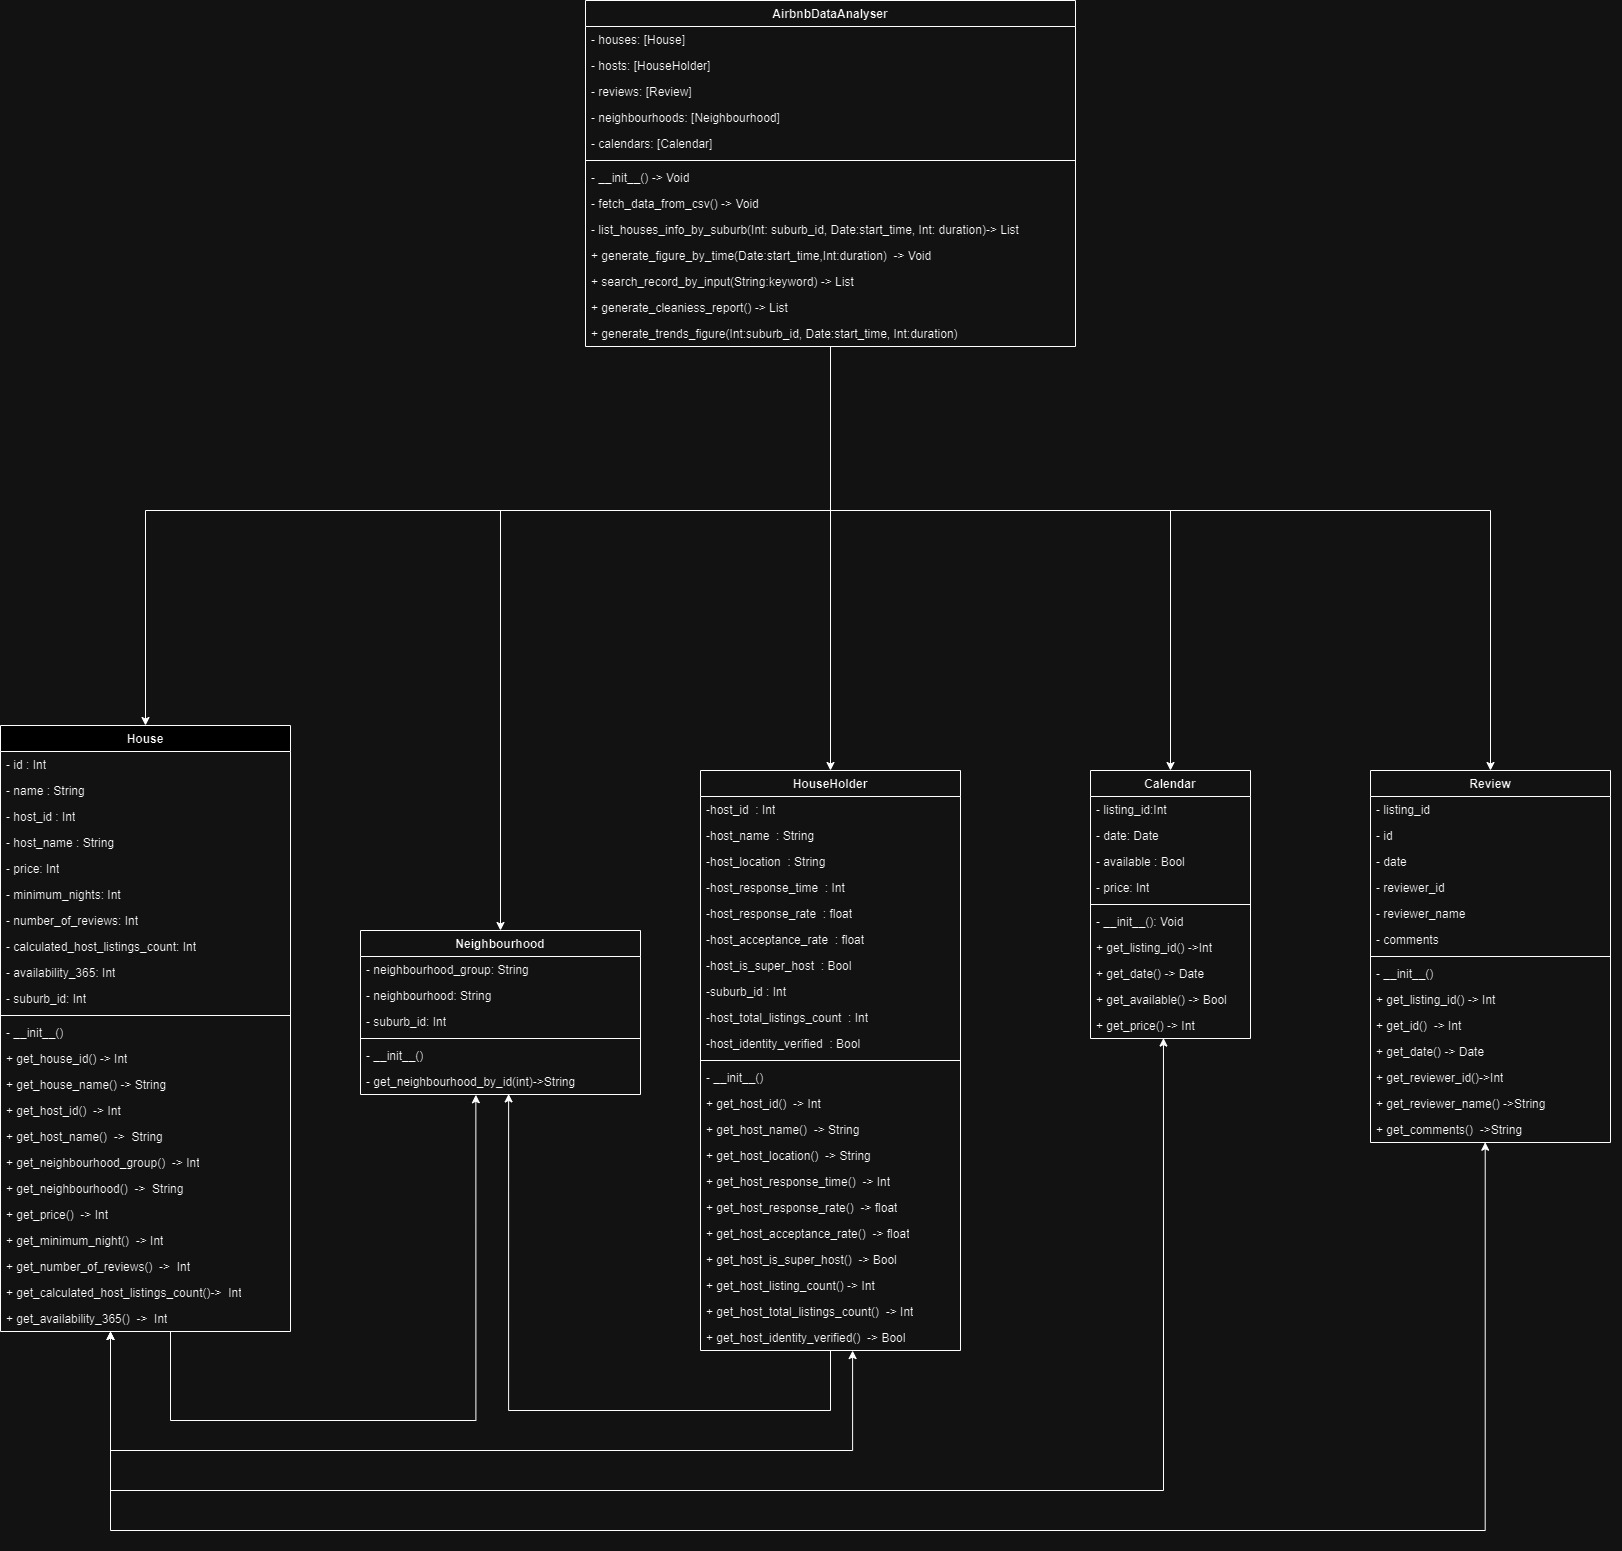 AirbnbDataAnalyser
- houses: [House]
- hosts: [HouseHolder]
- reviews: [Review]
- neighbourhoods: [Neighbourhood]
- calendars: [Calendar]
- __init__() -> Void
- fetch_data_from_csv() -> Void
- list_houses_info_by_suburb(Int: suburb_id, Date:start_time, Int: duration)-> List
+ generate_figure_by_time(Date:start_time,Int:duration)  -> Void
+ search_record_by_input(String:keyword) -> List
+ generate_cleaniess_report() -> List
+ generate_trends_figure(Int:suburb_id, Date:start_time, Int:duration)
House
- id : Int
- name : String
- host_id : Int
- host_name : String
- price: Int
- minimum_nights: Int
- number_of_reviews: Int
- calculated_host_listings_count: Int
- availability_365: Int
- suburb_id: Int
- __init__()
+ get_house_id() -> Int
+ get_house_name() -> String
+ get_host_id()  -> Int
+ get_host_name()  ->  String
+ get_neighbourhood_group()  -> Int
+ get_neighbourhood()  ->  String
+ get_price()  -> Int
+ get_minimum_night()  -> Int
+ get_number_of_reviews()  ->  Int
+ get_calculated_host_listings_count()->  Int
+ get_availability_365()  ->  Int
Neighbourhood
- neighbourhood_group: String
- neighbourhood: String
- suburb_id: Int
- __init__()
- get_neighbourhood_by_id(int)->String
HouseHolder
-host_id  : Int
-host_name  : String
-host_location  : String
-host_response_time  : Int
-host_response_rate  : float
-host_acceptance_rate  : float
-host_is_super_host  : Bool
-suburb_id : Int
-host_total_listings_count  : Int
-host_identity_verified  : Bool
- __init__()
+ get_host_id()  -> Int
+ get_host_name()  -> String
+ get_host_location()  -> String
+ get_host_response_time()  -> Int
+ get_host_response_rate()  -> float
+ get_host_acceptance_rate()  -> float
+ get_host_is_super_host()  -> Bool
+ get_host_listing_count() -> Int
+ get_host_total_listings_count()  -> Int
+ get_host_identity_verified()  -> Bool
Calendar
- listing_id:Int
- date: Date
- available : Bool
- price: Int
- __init__(): Void
+ get_listing_id() ->Int
+ get_date() -> Date
+ get_available() -> Bool
+ get_price() -> Int
Review
- listing_id
- id
- date
- reviewer_id
- reviewer_name
- comments
- __init__()
+ get_listing_id() -> Int
+ get_id()  -> Int
+ get_date() -> Date
+ get_reviewer_id()->Int
+ get_reviewer_name() ->String
+ get_comments()  ->String